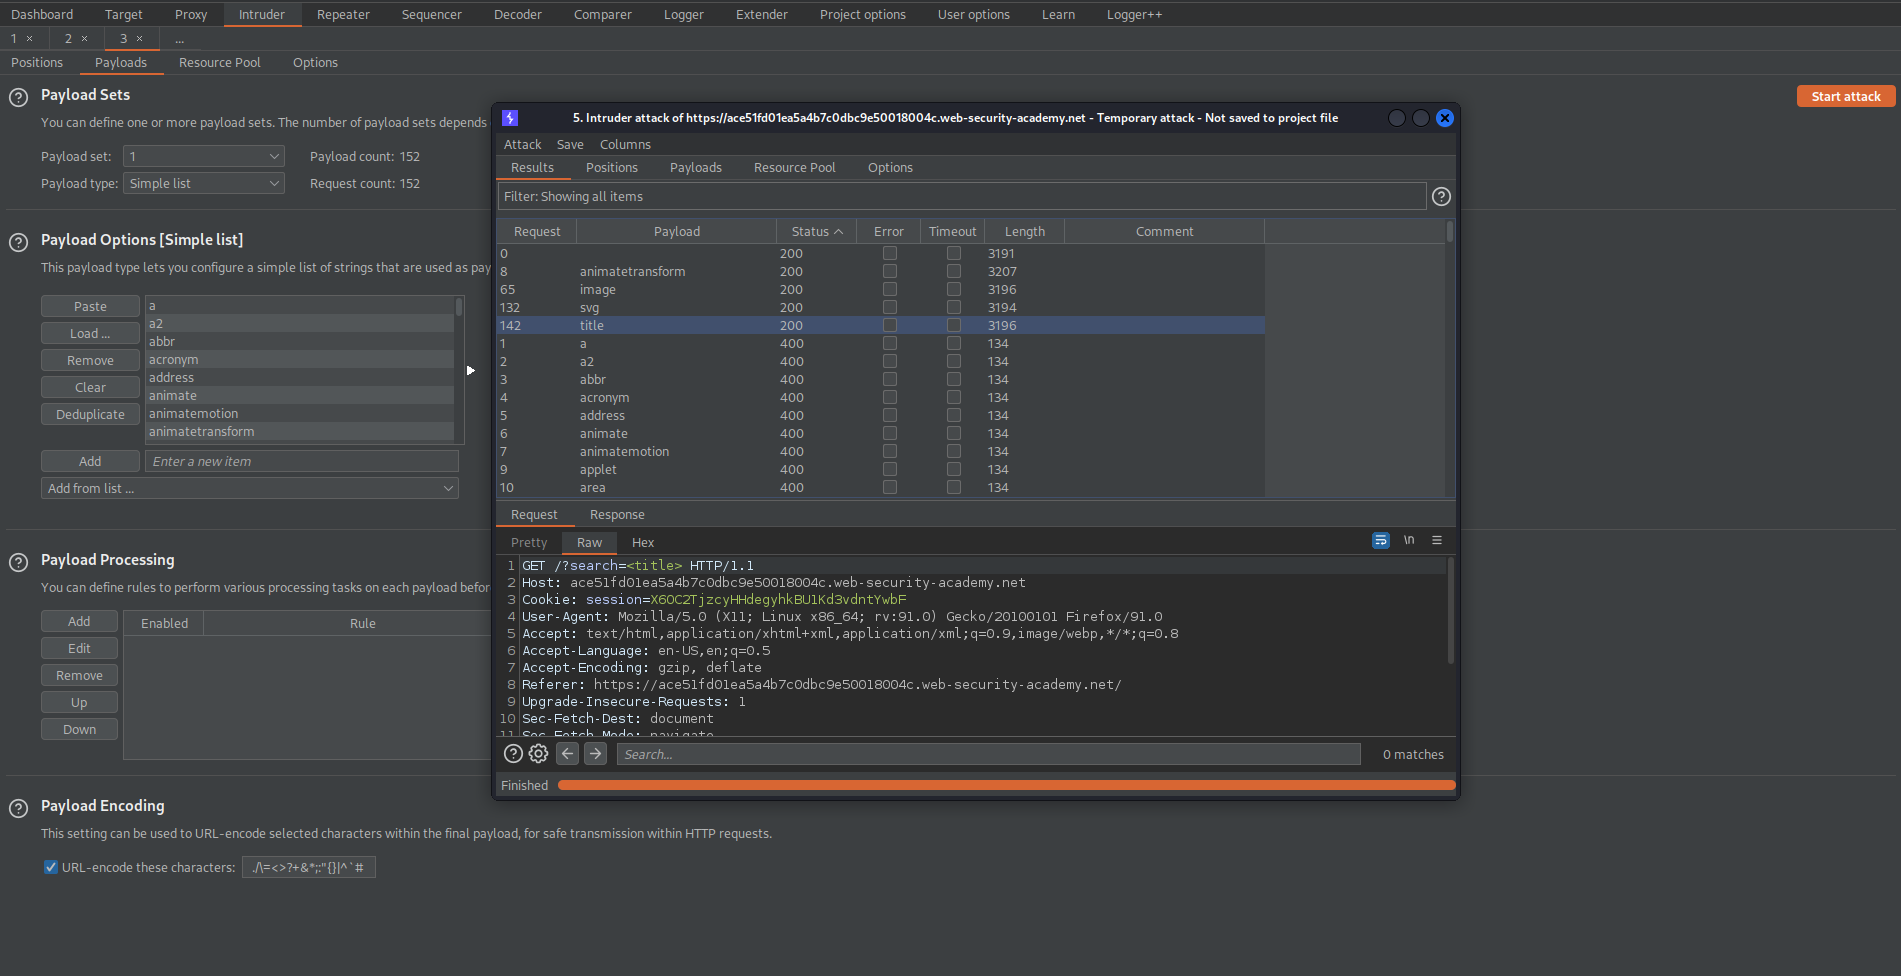 Dashboard Target Proxy Intruder Repeater Sequencer Decoder Comparer Logger Extender Project options User options Learn Logger++
1 × 2 × 3 × ...
Positions Payloads Resource Pool Options
Payload Sets
Start attack
You can define one or more payload sets. The number of payload sets depends
Payload set: 1 Payload count: 152
Payload type: Simple list Request count: 152
Payload Options [Simple list]
This payload type lets you configure a simple list of strings that are used as pay
Paste
Load ...
Remove
Clear
Deduplicate
a
a2
abbr
acronym
address
animate
animatemotion
animatetransform
Add Enter a new item
Add from list ...
Payload Processing
You can define rules to perform various processing tasks on each payload befor
Add
Edit
Remove
Up
Down
Enabled Rule
Payload Encoding
This setting can be used to URL-encode selected characters within the final payload, for safe transmission within HTTP requests.
URL-encode these characters: ./\=<>?+&*;:"{}|^`#
5. Intruder attack of https://ace51fd01ea5a4b7c0dbc9e50018004c.web-security-academy.net - Temporary attack - Not saved to project file
Attack Save Columns
Results Positions Payloads Resource Pool Options
Filter: Showing all items
Request Payload Status Error Timeout Length Comment
0 200 3191
8 animatetransform 200 3207
65 image 200 3196
132 svg 200 3194
142 title 200 3196
1 a 400 134
2 a2 400 134
3 abbr 400 134
4 acronym 400 134
5 address 400 134
6 animate 400 134
7 animatemotion 400 134
9 applet 400 134
10 area 400 134
Request Response
Pretty Raw Hex \n
1 GET /?search=<title> HTTP/1.1
2 Host: ace51fd01ea5a4b7c0dbc9e50018004c.web-security-academy.net
3 Cookie: session=X6OC2TjzcyHHdegyhkBU1Kd3vdntYwbF
4 User-Agent: Mozilla/5.0 (X11; Linux x86_64; rv:91.0) Gecko/20100101 Firefox/91.0
5 Accept: text/html,application/xhtml+xml,application/xml;q=0.9,image/webp,*/*;q=0.8
6 Accept-Language: en-US,en;q=0.5
7 Accept-Encoding: gzip, deflate
8 Referer: https://ace51fd01ea5a4b7c0dbc9e50018004c.web-security-academy.net/
9 Upgrade-Insecure-Requests: 1
10 Sec-Fetch-Dest: document
11 Sec-Fetch-Mode: navigate
Search... 0 matches
Finished